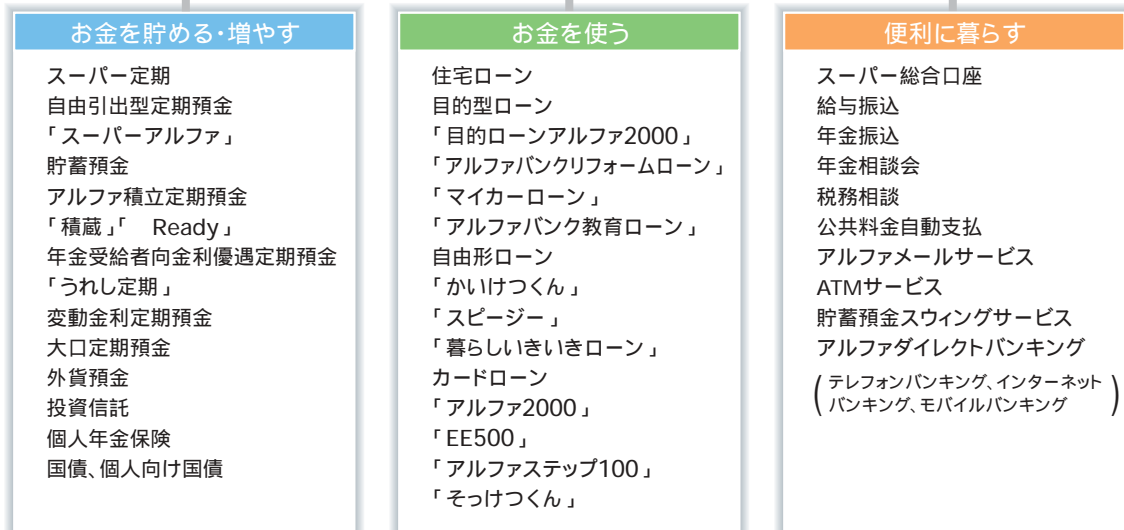 お金を貯める・増やす
スーパー定期
自由引出型定期預金
「スーパーアルファ」
貯蓄預金
アルファ積立定期預金
「積蔵」「　Ready」
年金受給者向金利優遇定期預金
「うれし定期」
変動金利定期預金
大口定期預金
外貨預金
投資信託
個人年金保険
国債、個人向け国債
お金を使う
住宅ローン
目的型ローン
「目的ローンアルファ2000」
「アルファバンクリフォームローン」
「マイカーローン」
「アルファバンク教育ローン」
自由形ローン
「かいけつくん」
「スピージー」
「暮らしいきいきローン」
カードローン
「アルファ2000」
「EE500」
「アルファステップ100」
「そっけつくん」
便利に暮らす
スーパー総合口座
給与振込
年金振込
年金相談会
税務相談
公共料金自動支払
アルファメールサービス
ATMサービス
貯蓄預金スウィングサービス
アルファダイレクトバンキング
(テレフォンバンキング、インターネット
バンキング、モバイルバンキング)